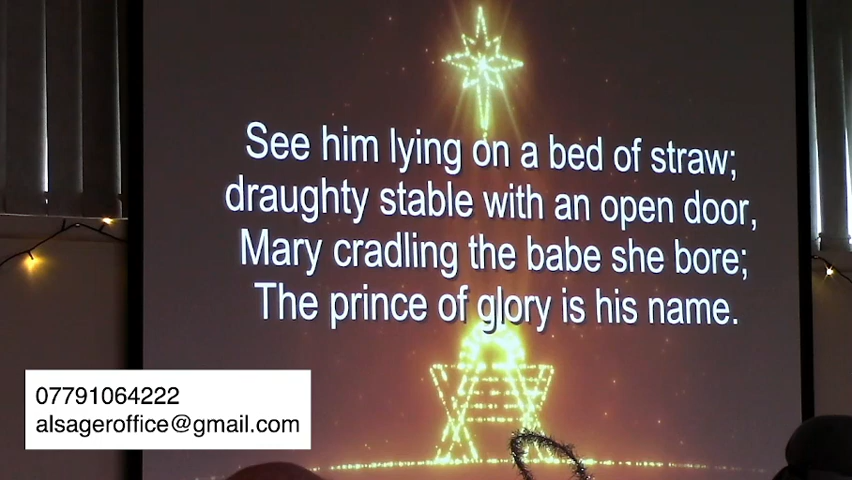 See him lying on a bed of straw;
draughty stable with an open door,
Mary cradling the babe she bore;
The prince of glory is his name.
07791064222
alsageroffice@gmail.com